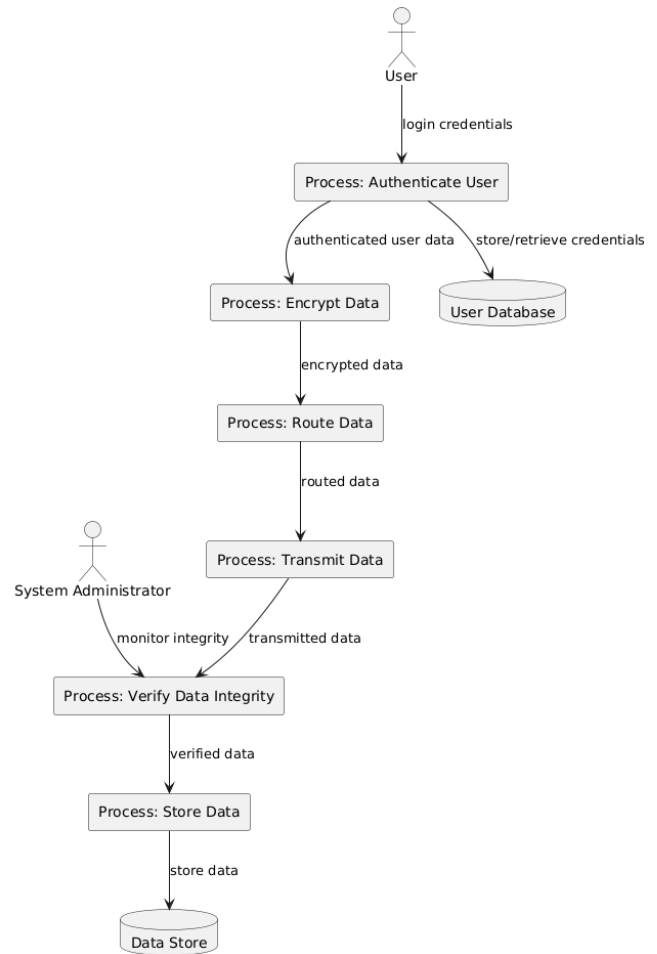 User
login credentials
Process: Authenticate User
authenticated user data
store/retrieve credentials
Process: Encrypt Data
User Database
encrypted data
Process: Route Data
routed data
Process: Transmit Data
System Administrator
monitor integrity
transmitted data
Process: Verify Data Integrity
verified data
Process: Store Data
store data
Data Store